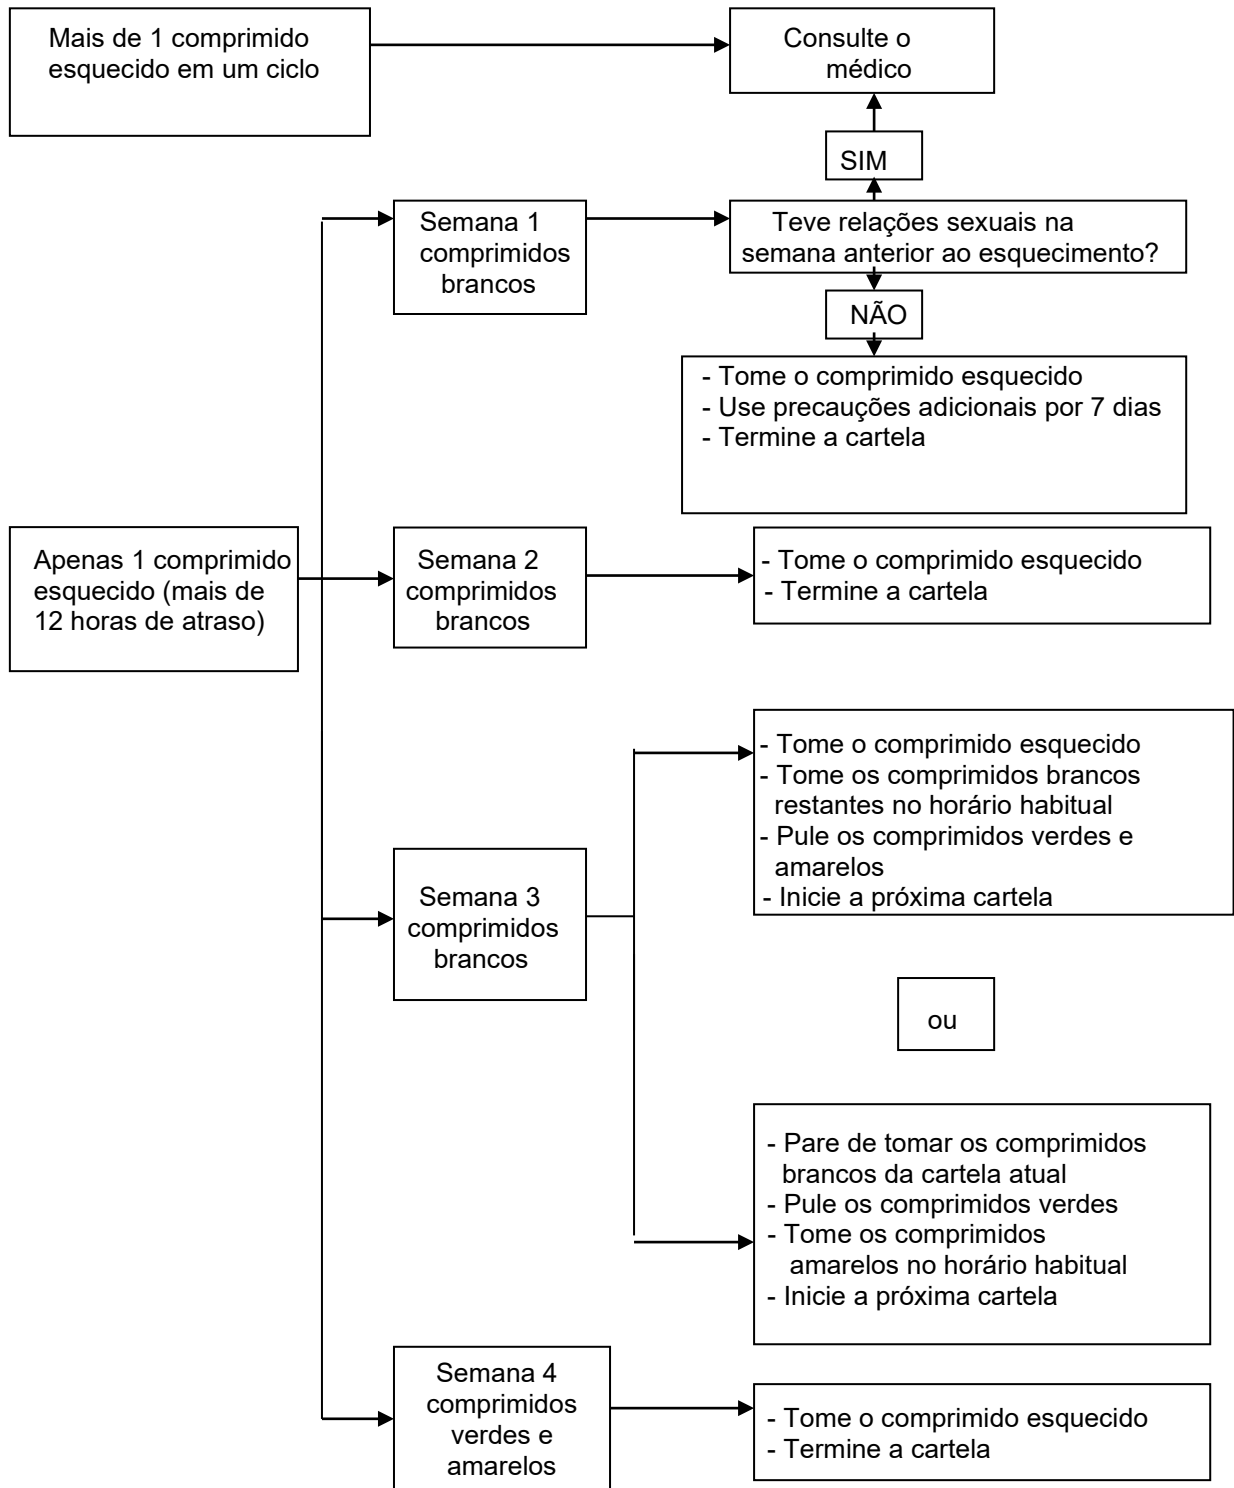 Mais de 1 comprimido
esquecido em um ciclo
Consulte o
médico
SIM
Semana 1
comprimidos
brancos
Teve relações sexuais na
semana anterior ao esquecimento?
NÃO
- Tome o comprimido esquecido
- Use precauções adicionais por 7 dias
- Termine a cartela
Apenas 1 comprimido
esquecido (mais de
12 horas de atraso)
Semana 2
comprimidos
brancos
- Tome o comprimido esquecido
- Termine a cartela
Semana 3
comprimidos
brancos
- Tome o comprimido esquecido
- Tome os comprimidos brancos
restantes no horário habitual
- Pule os comprimidos verdes e
amarelos
- Inicie a próxima cartela
ou
- Pare de tomar os comprimidos
brancos da cartela atual
- Pule os comprimidos verdes
- Tome os comprimidos
amarelos no horário habitual
- Inicie a próxima cartela
Semana 4
comprimidos
verdes e
amarelos
- Tome o comprimido esquecido
- Termine a cartela